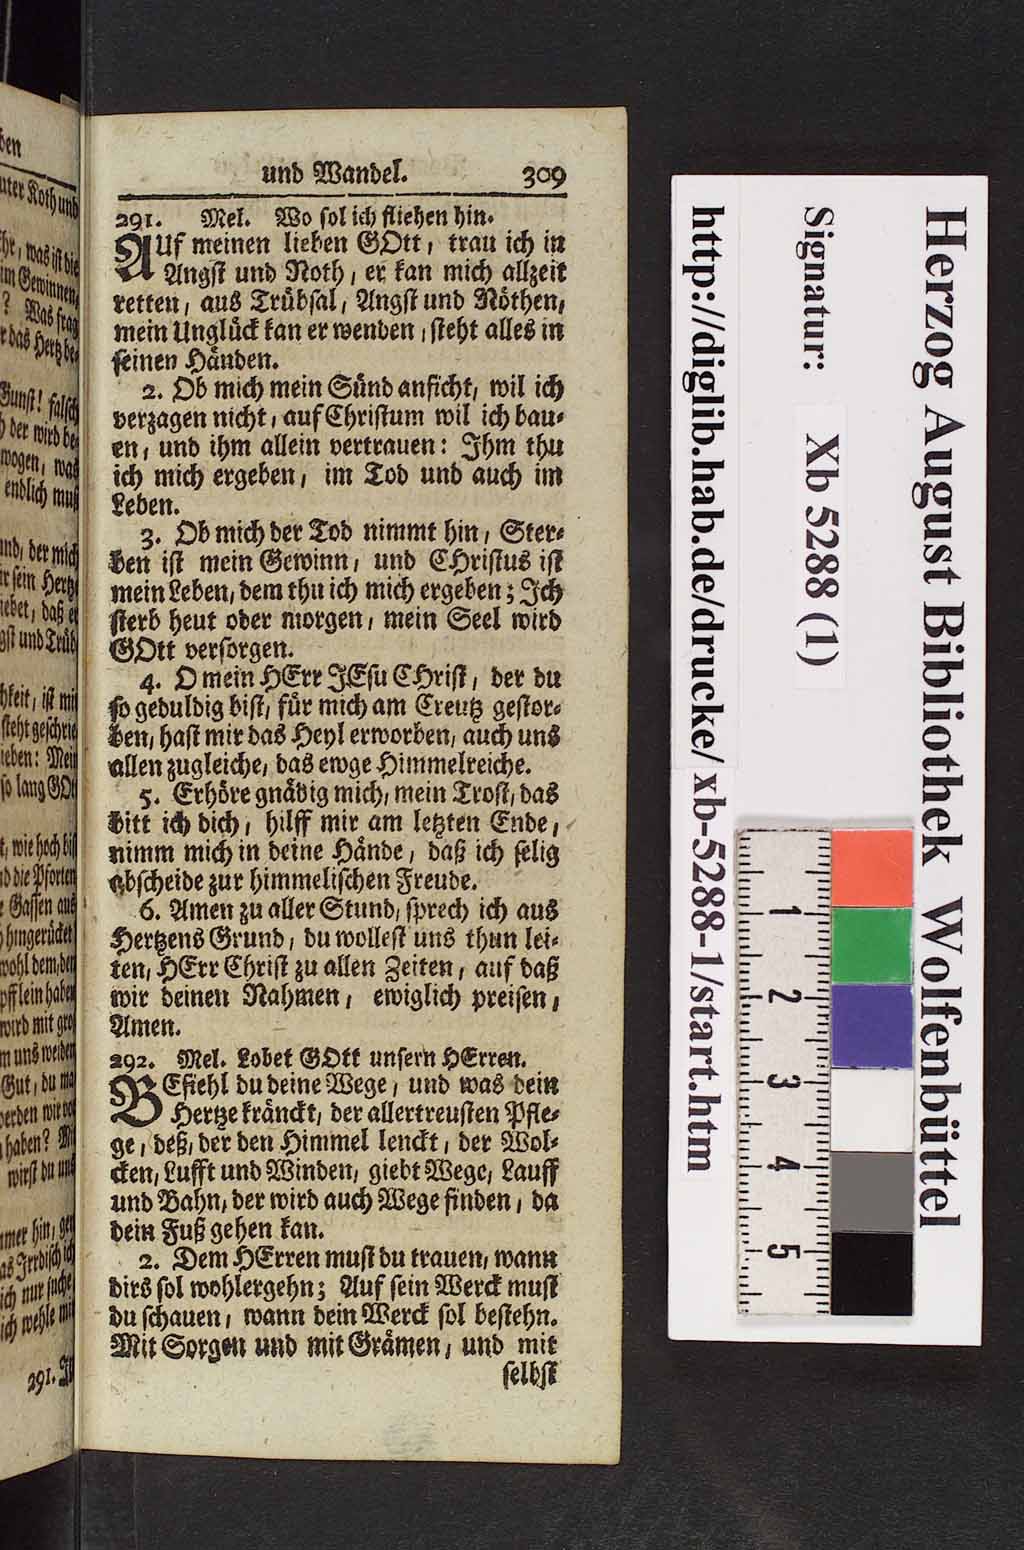 und Wandel. 309
291. Mel. Wo sol ich fliehen hin.
AUf meinen lieben GOtt, trau ich in
Angst und Noth, er kan mich allzeit
retten, aus Trübsal, Angst und Nöthen,
mein Unglück kan er wenden, steht alles in
seinen Händen.
2. Ob mich mein Sünd anficht, wil ich
verzagen nicht, auf Christum wil ich bau-
en, und ihm allein vertrauen: Ihm thu
ich mich ergeben, im Tod und auch im
Leben.
3. Ob mich der Tod nimmt hin, Ster-
ben ist mein Gewinn, und CHristus ist
mein Leben, dem thu ich mich ergeben; Ich
sterb heut oder morgen, mein Seel wird
GOtt versorgen.
4. O mein HErr JEsu CHrist, der du
so geduldig bist, für mich am Creutz gestor-
ben, hast mir das Heyl erworben, auch uns
allen zugleiche, das ewge Himmelreiche.
5. Erhöre gnädig mich, mein Trost, das
bitt ich dich, hilff mir am letzten Ende,
nimm mich in deine Hände, daß ich selig
abscheide zur himmelischen Freude.
6. Amen zu aller Stund, sprech ich aus
Hertzens Grund, du wollest uns thun lei-
ten, HErr Christ zu allen Zeiten, auf daß
wir deinen Nahmen, ewiglich preisen,
Amen.
292. Mel. Lobet GOtt unsern HErren.
BEfiehl du deine Wege, und was dein
Hertze kränckt, der allertreusten Pfle-
ge, deß, der den Himmel lenckt, der Wol-
cken, Lufft und Winden, giebt Wege, Lauff
und Bahn, der wird auch Wege finden, da
dein Fuß gehen kan.
2. Dem HErren must du trauen, wann
dirs sol wohlergehn; Auf sein Werck must
du schauen, wann dein Werck sol bestehn.
Mit Sorgen und mit Grämen, und mit
selbst
Herzog August Bibliothek Wolfenbüttel
Signatur: Xb 5288 (1)
http://diglib.hab.de/drucke/ xb-5288-1/start.htm
1
2
3
4
5